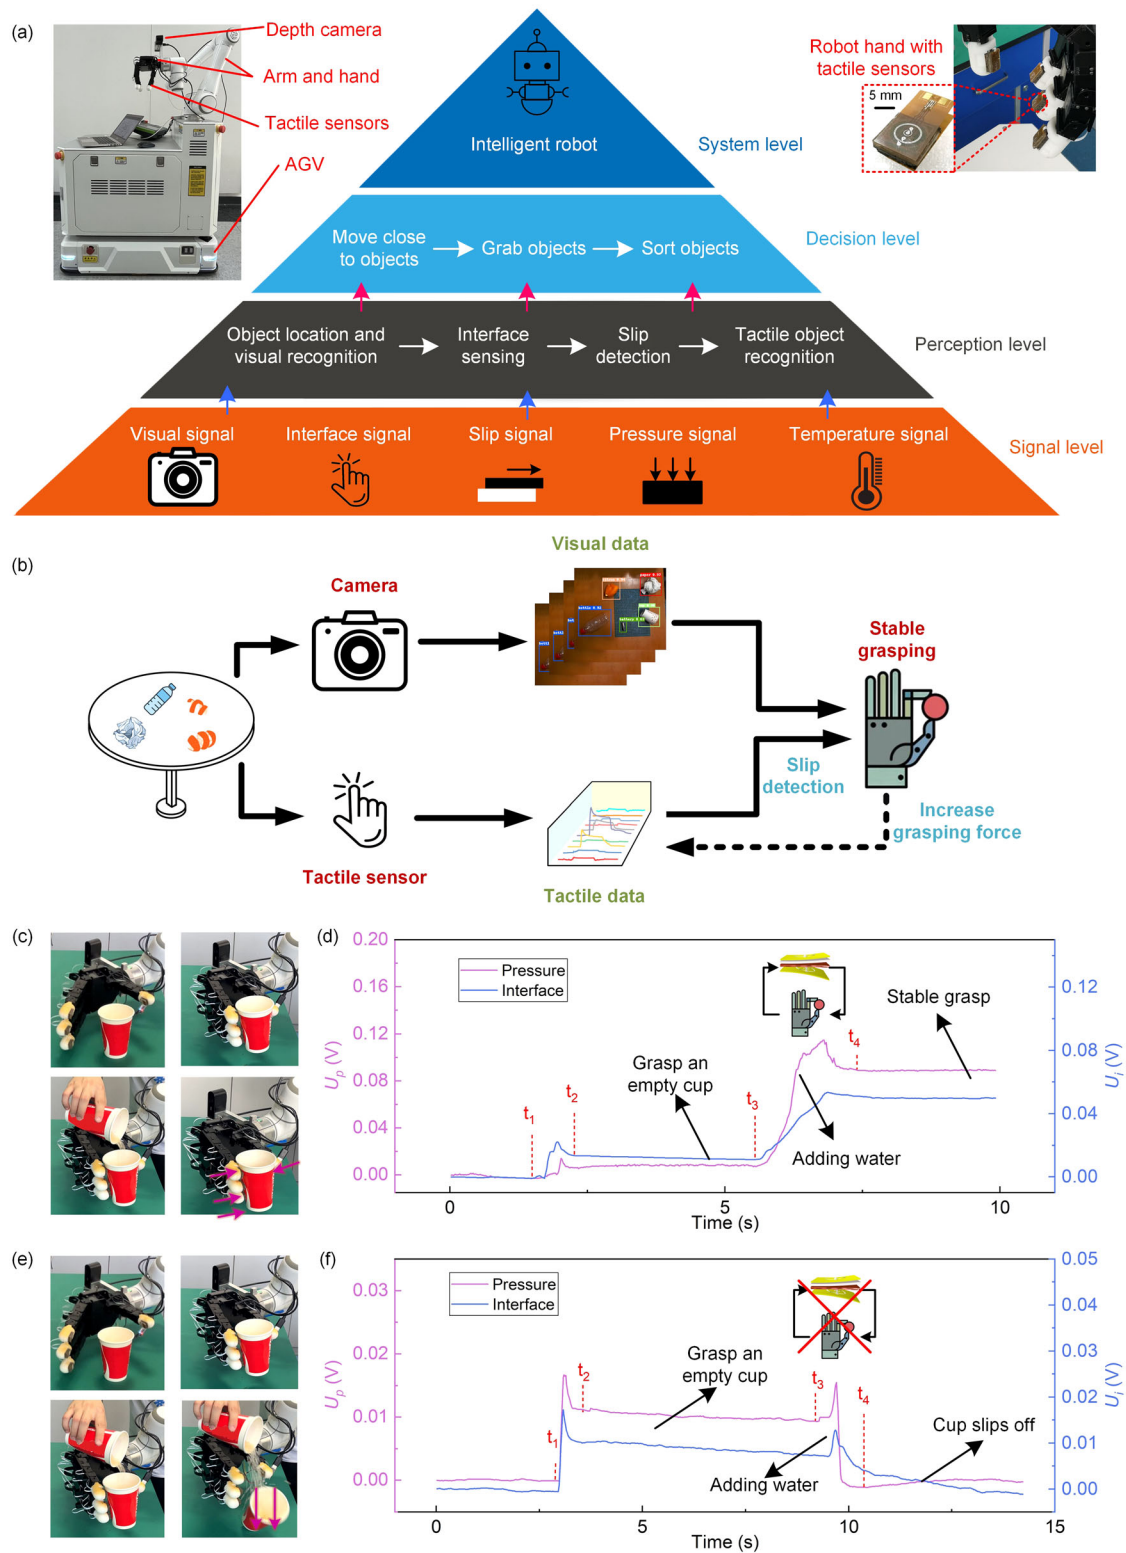 (a)
Depth camera
Arm and hand
Tactile sensors
AGV
Robot hand with
tactile sensors
5 mm
Intelligent robot
System level
Move close
to objects
Grab objects
Sort objects
Decision level
Object location and
visual recognition
Interface
sensing
Slip
detection
Tactile object
recognition
Perception level
Visual signal
Interface signal
Slip signal
Pressure signal
Temperature signal
Signal level
(b)
Visual data
Camera
Stable
grasping
Slip
detection
Increase
grasping force
Tactile sensor
Tactile data
(c)
(d)
0.20
0.16
0.12
0.08
0.04
0.00
Up (V)
Pressure
Interface
t1
t2
t3
t4
Grasp an
empty cup
Adding water
Stable grasp
0.12
0.08
0.04
0.00
Ui (V)
0
5
10
Time (s)
(e)
(f)
0.03
0.02
0.01
0.00
Up (V)
Pressure
Interface
t1
t2
t3
t4
Grasp an
empty cup
Adding water
Cup slips off
0.05
0.04
0.03
0.02
0.01
0.00
Ui (V)
0
5
10
15
Time (s)